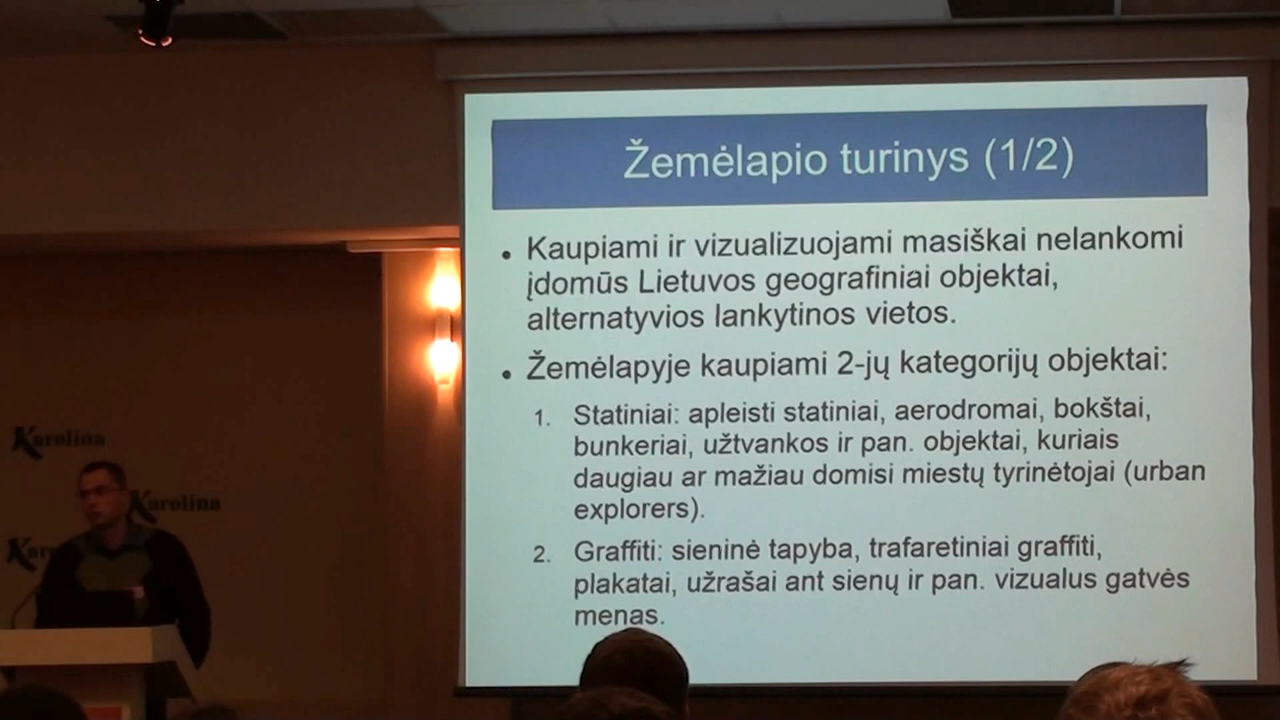 Žemėlapio turinys (1/2)
• Kaupiami ir vizualizuojami masiškai nelankomi
įdomūs Lietuvos geografiniai objektai,
alternatyvios lankytinos vietos.
• Žemėlapyje kaupiami 2-jų kategorijų objektai:
1. Statiniai: apleisti statiniai, aerodromai, bokštai,
bunkeriai, užtvankos ir pan. objektai, kuriais
daugiau ar mažiau domisi miestų tyrinėtojai (urban
explorers).
2. Graffiti: sieninė tapyba, trafaretiniai graffiti,
plakatai, užrašai ant sienų ir pan. vizualus gatvės
menas.
Karolina
Karolina